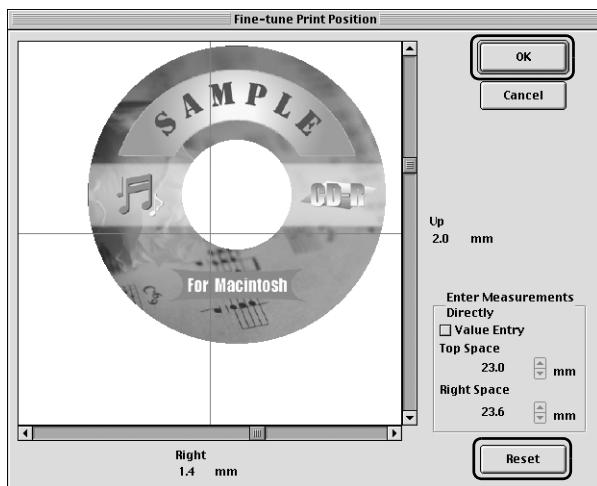 Fine-tune Print Position
OK
Cancel
SAMPLE
CD-R
For Macintosh
Up
2.0 mm
Enter Measurements
Directly
Value Entry
Top Space
23.0 mm
Right Space
23.6 mm
Right
1.4 mm
Reset